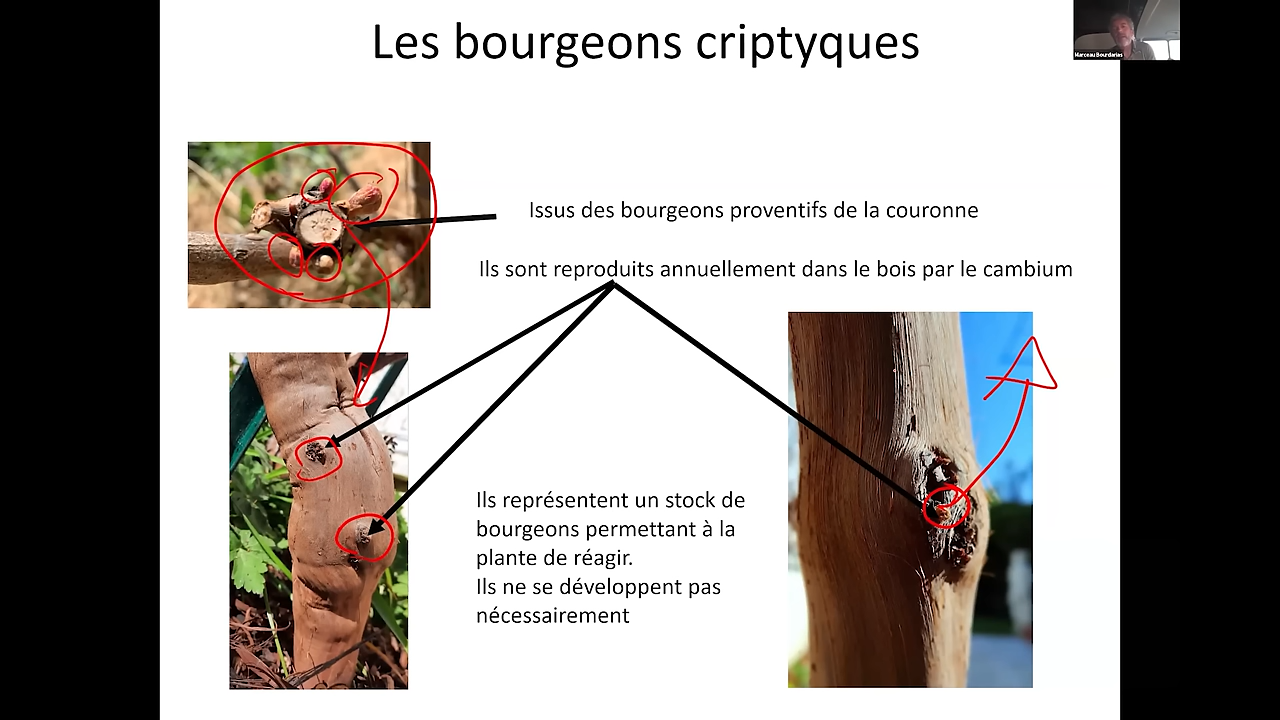 Les bourgeons criptyques
Marceau Bourdarias
Issus des bourgeons proventifs de la couronne
Ils sont reproduits annuellement dans le bois par le cambium
Ils représentent un stock de
bourgeons permettant à la
plante de réagir.
Ils ne se développent pas
nécessairement